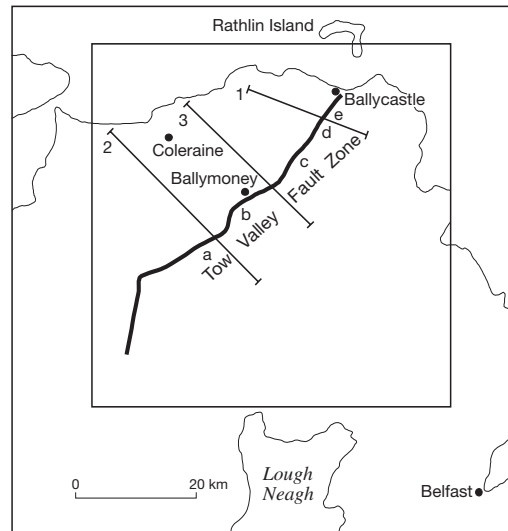 Rathlin Island
1
Ballycastle
3
e
2
d
Coleraine
c
Ballymoney
b
a
Tow Valley Fault Zone
0 20 km
Lough
Neagh
Belfast